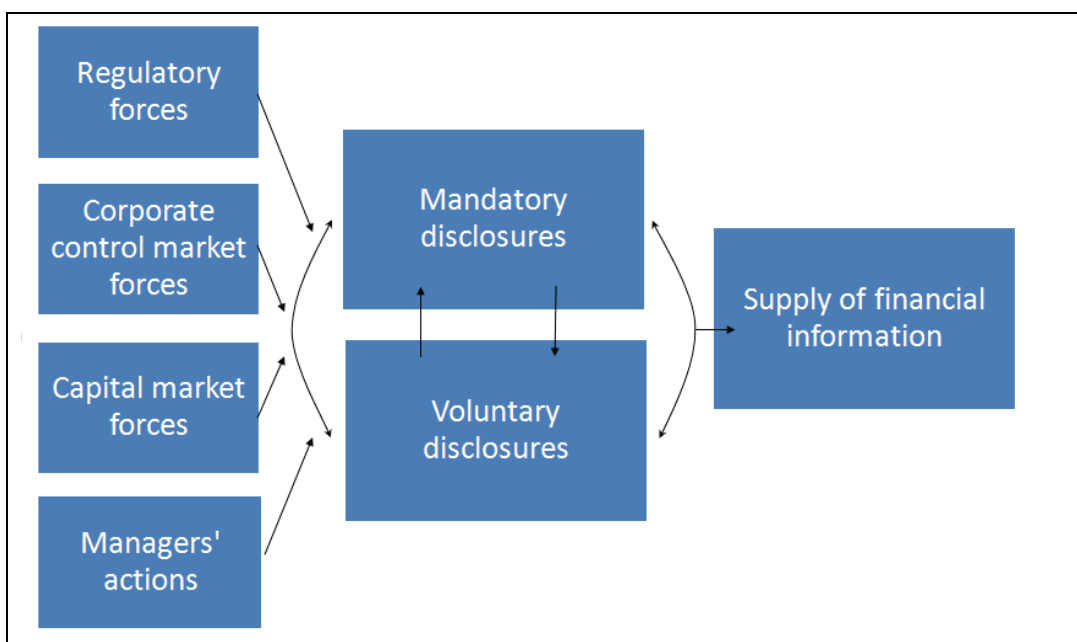 Regulatory
forces
Corporate
control market
forces
Capital market
forces
Managers'
actions
Mandatory
disclosures
Voluntary
disclosures
Supply of financial
information